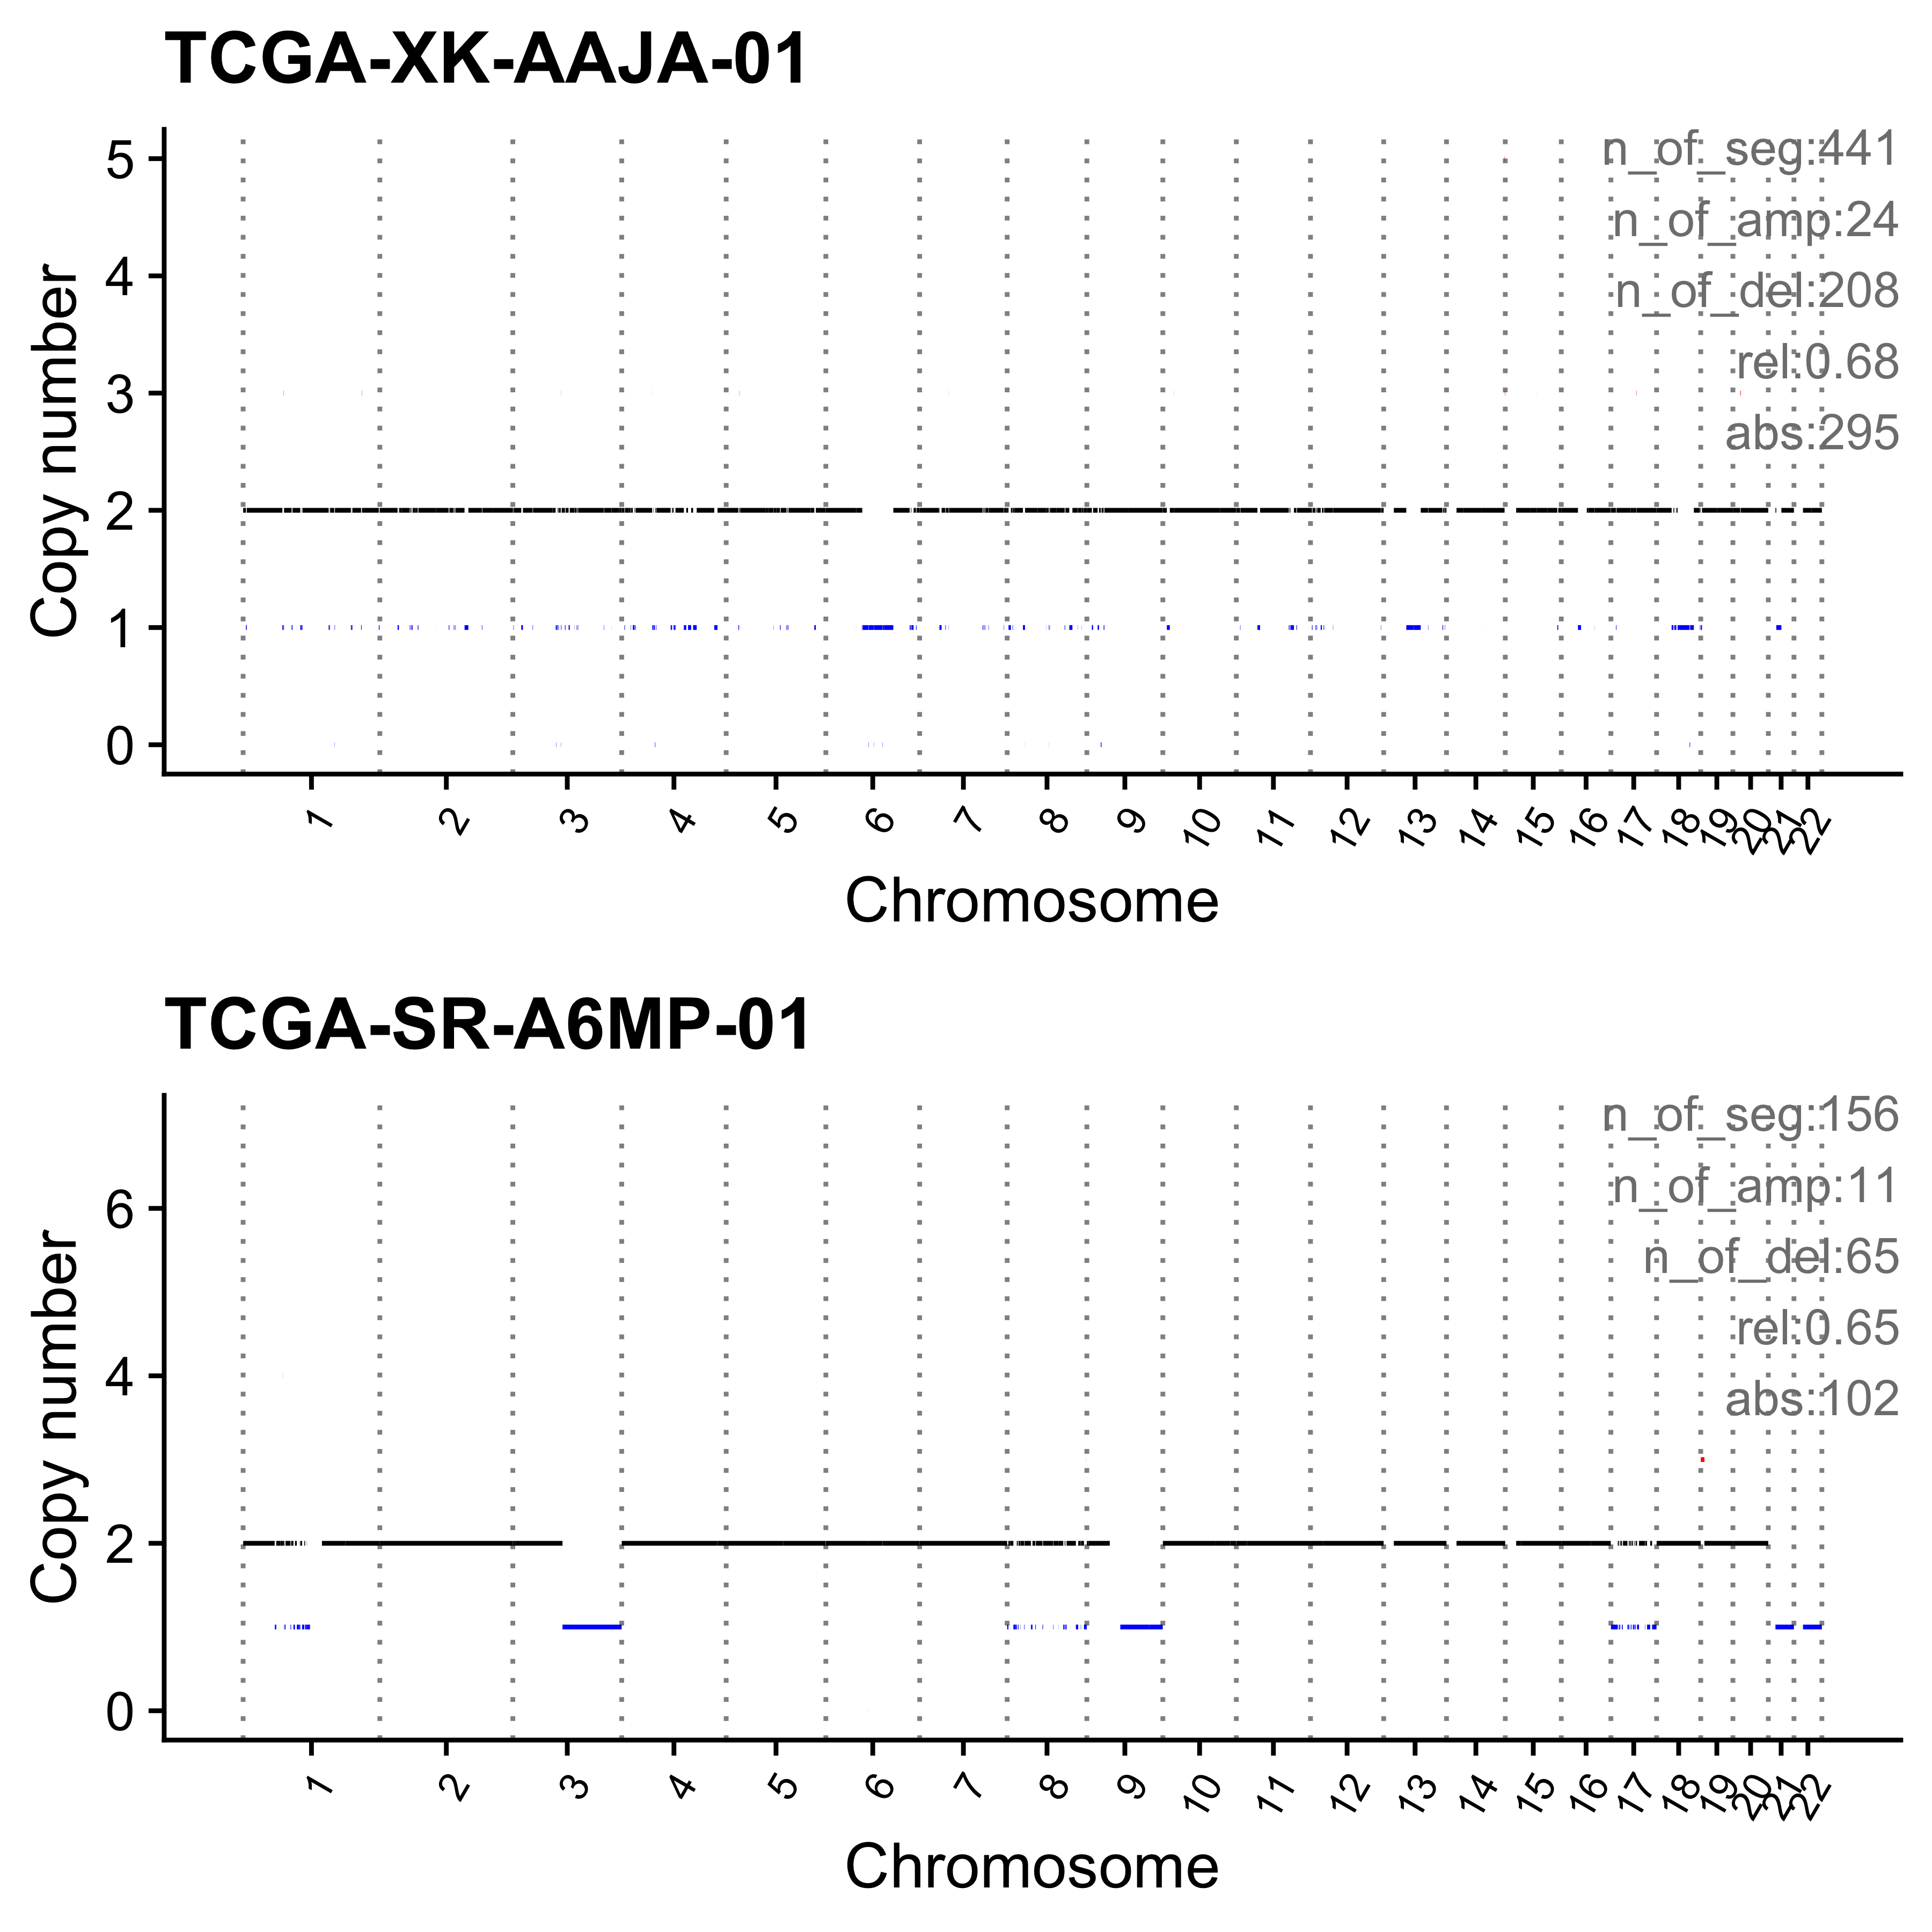 TCGA-XK-AAJA-01
n_of_seg:441
n_of_amp:24
n_of_del:208
rel:0.68
abs:295
5
4
3
2
1
0
Copy number
1 2 3 4 5 6 7 8 9 10 11 12 13 14 15 16 17 18 19 20 21 22
Chromosome
TCGA-SR-A6MP-01
n_of_seg:156
n_of_amp:11
n_of_del:65
rel:0.65
abs:102
6
4
2
0
Copy number
1 2 3 4 5 6 7 8 9 10 11 12 13 14 15 16 17 18 19 20 21 22
Chromosome